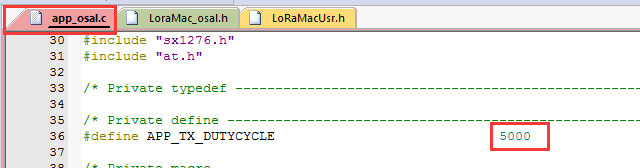 app_osal.c LoraMac_osal.h LoRaMacUsr.h
30 #include "sx1276.h"
31 #include "at.h"
32
33 /* Private typedef -----------------------------------------------------
34
35 /* Private define ------------------------------------------------------
36 #define APP_TX_DUTYCYCLE 5000
37
38 /* Private macro -------------------------------------------------------